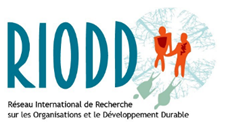 RIODD
Réseau International de Recherche
sur les Organisations et le Développement Durable